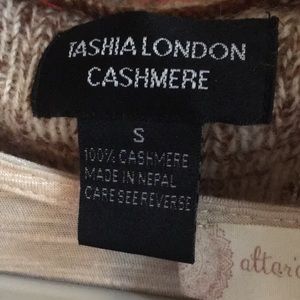 TASHIA LONDON
CASHMERE
S
100% CASHMERE
MADE IN NEPAL
CARE SEE REVERSE